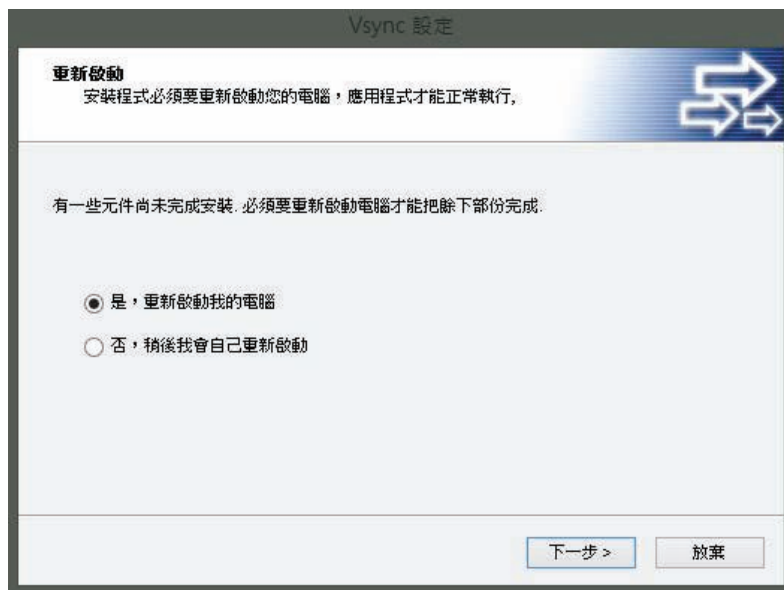 Vsync 設定
重新啟動
安裝程式必須要重新啟動您的電腦，應用程式才能正常執行,
有一些元件尚未完成安裝. 必須要重新啟動電腦才能把餘下部份完成.
是，重新啟動我的電腦
否，稍後我會自己重新啟動
下一步 >
放棄